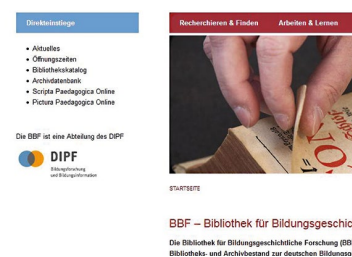 Direkteinstiege
Aktuelles
Öffnungszeiten
Bibliothekskatalog
Archivdatenbank
Scripta Paedagogica Online
Pictura Paedagogica Online
Die BBF ist eine Abteilung des DIPF
DIPF
Bildungsforschung
und Bildungsinformation
Recherchieren & Finden Arbeiten & Lernen
STARTSEITE
BBF – Bibliothek für Bildungsgeschic
Die Bibliothek für Bildungsgeschichtliche Forschung (BB
Bibliotheks- und Archivbestand zur deutschen Bildungsg